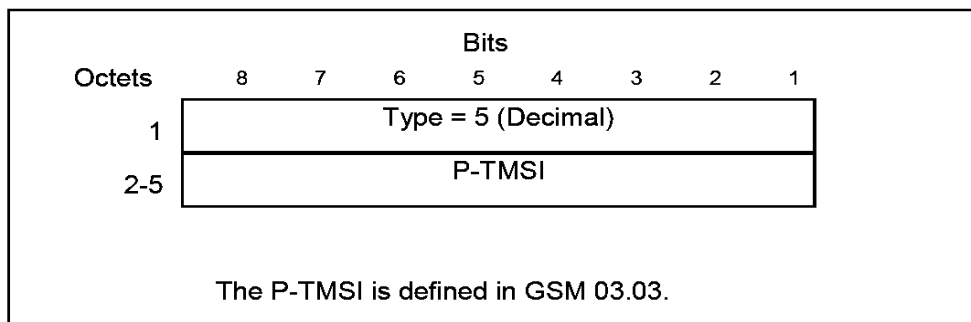 Bits
Octets 8 7 6 5 4 3 2 1
1 Type = 5 (Decimal)
2-5 P-TMSI
The P-TMSI is defined in GSM 03.03.